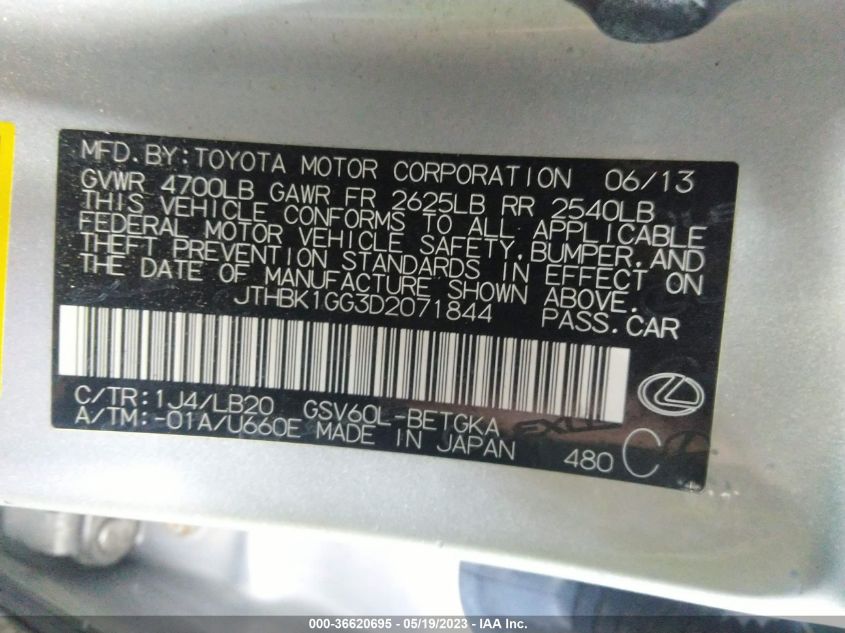 MFD. BY: TOYOTA MOTOR CORPORATION 06/13
GVWR 4700LB GAWR FR 2625LB RR 2540LB
THIS VEHICLE CONFORMS TO ALL APPLICABLE
FEDERAL MOTOR VEHICLE SAFETY, BUMPER, AND
THEFT PREVENTION STANDARDS IN EFFECT ON
THE DATE OF MANUFACTURE SHOWN ABOVE.
JTHBK1GG3D2071844 PASS. CAR
C/TR: 1J4/LB20 GSV60L-BETGKA
A/TM: -01A/U660E MADE IN JAPAN 480 C
000-36620695 - 05/19/2023 - IAA Inc.